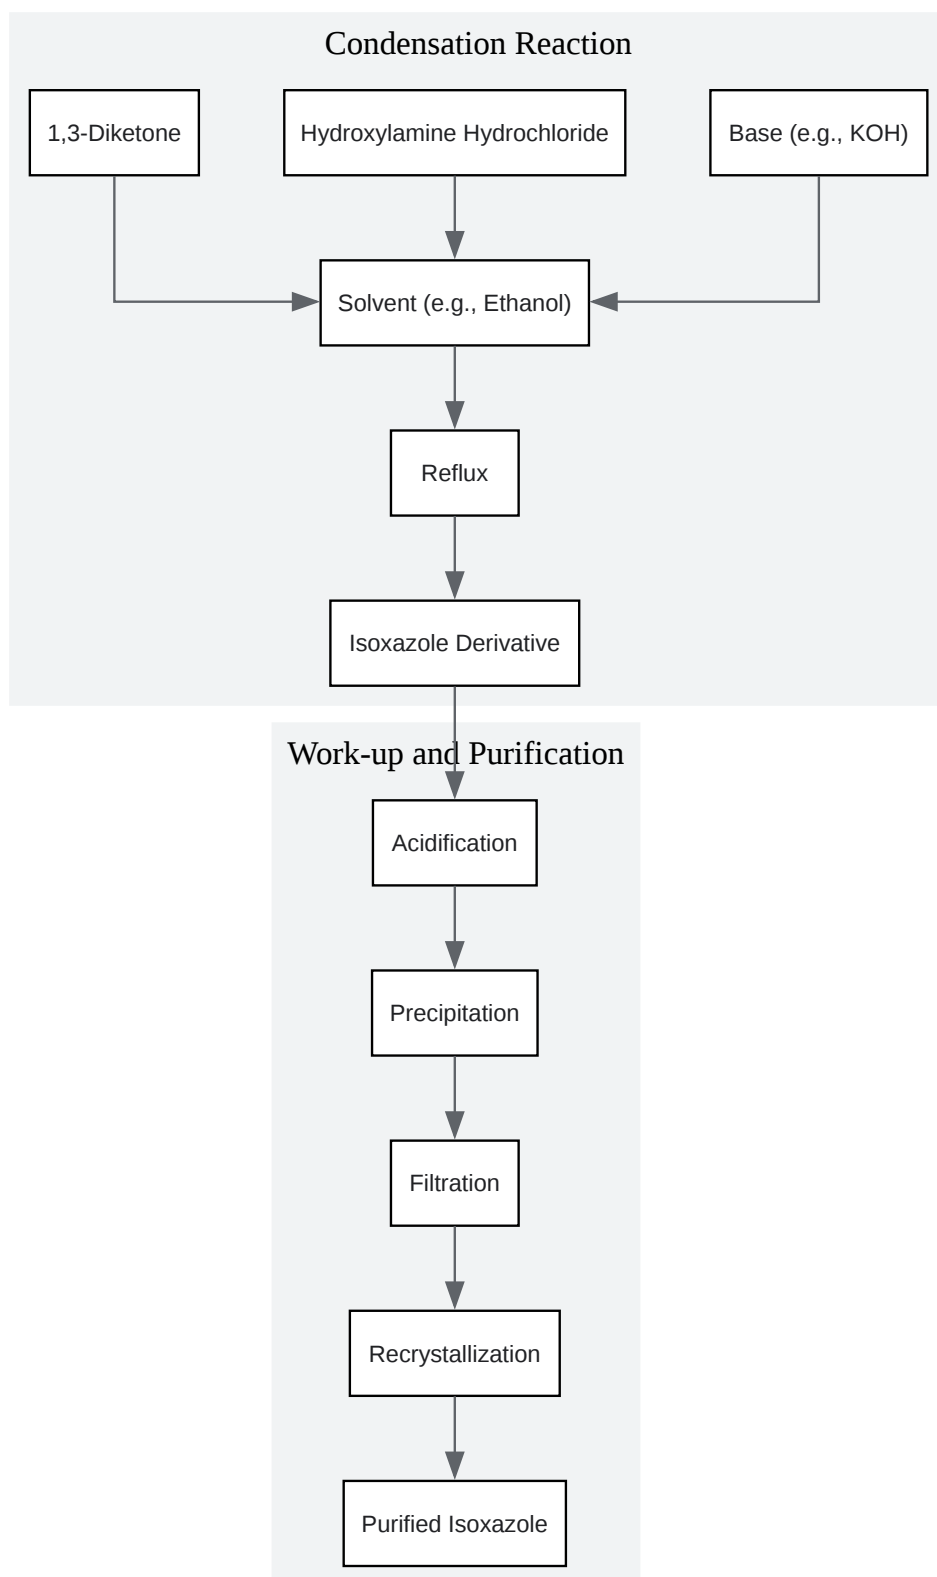 Condensation Reaction
1,3-Diketone
Hydroxylamine Hydrochloride
Base (e.g., KOH)
Solvent (e.g., Ethanol)
Reflux
Isoxazole Derivative
Work-up and Purification
Acidification
Precipitation
Filtration
Recrystallization
Purified Isoxazole